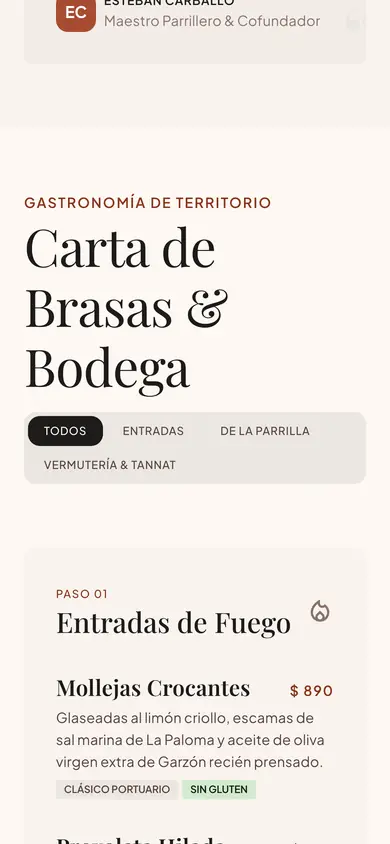 ESTEBAN CARBALLO
EC
Maestro Parrillero & Cofundador
GASTRONOMÍA DE TERRITORIO
Carta de
Brasas &
Bodega
TODOS
ENTRADAS
DE LA PARRILLA
VERMUTERÍA & TANNAT
PASO 01
Entradas de Fuego
Mollejas Crocantes
$ 890
Glaseadas al limón criollo, escamas de
sal marina de La Paloma y aceite de oliva
virgen extra de Garzón recién prensado.
CLÁSICO PORTUARIO
SIN GLUTEN